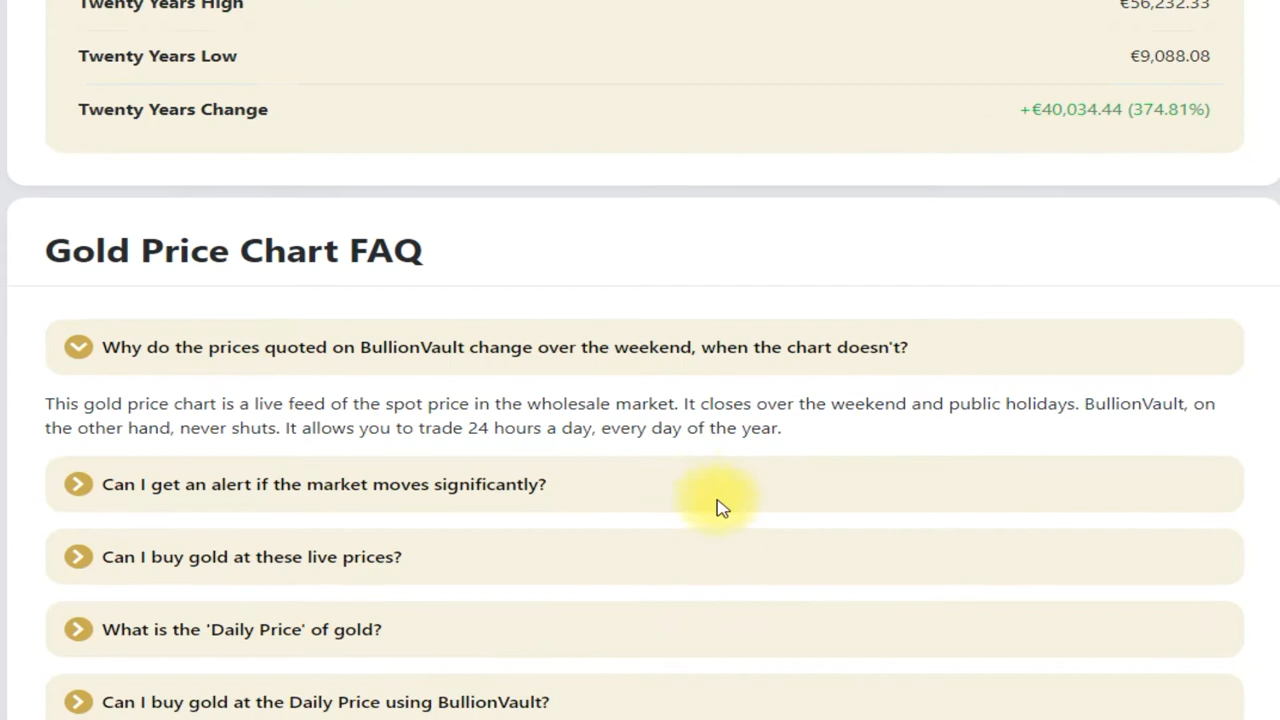 Twenty Years High €56,232.33
Twenty Years Low €9,088.08
Twenty Years Change +€40,034.44 (374.81%)
Gold Price Chart FAQ
Why do the prices quoted on BullionVault change over the weekend, when the chart doesn't?
This gold price chart is a live feed of the spot price in the wholesale market. It closes over the weekend and public holidays. BullionVault, on
the other hand, never shuts. It allows you to trade 24 hours a day, every day of the year.
Can I get an alert if the market moves significantly?
Can I buy gold at these live prices?
What is the 'Daily Price' of gold?
Can I buy gold at the Daily Price using BullionVault?